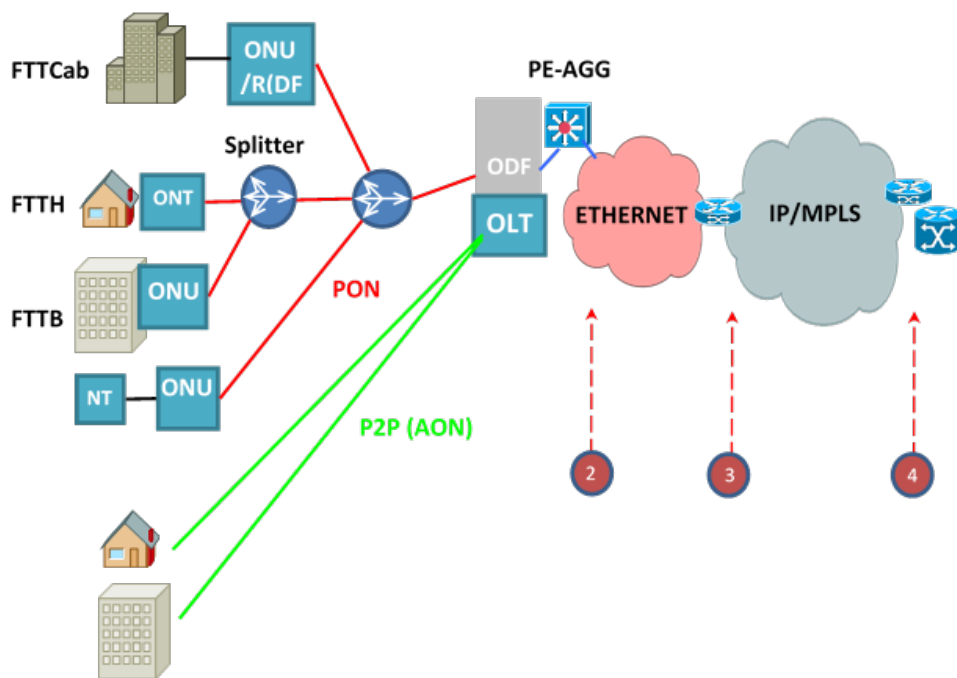 FTTCab
ONU
/R(DF
PE-AGG
Splitter
ODF
FTTH
ONT
OLT
ETHERNET
IP/MPLS
FTTB
ONU
PON
NT
ONU
P2P (AON)
2
3
4